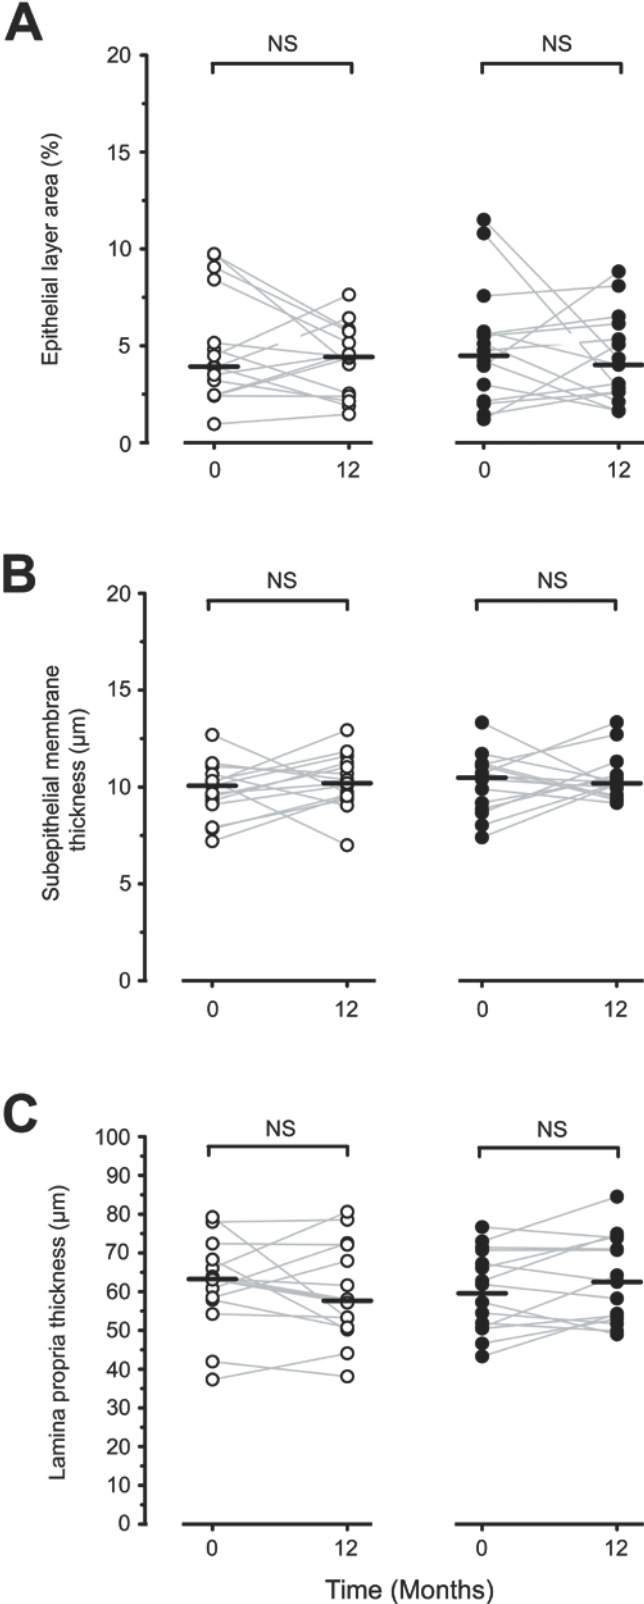 A
NS NS
20
15
10
5
0
Epithelial layer area (%)
0 12 0 12
B
NS NS
20
15
10
5
0
Subepithelial membrane
thickness (µm)
0 12 0 12
C
NS NS
100
90
80
70
60
50
40
30
20
10
0
Lamina propria thickness (µm)
0 12 0 12
Time (Months)